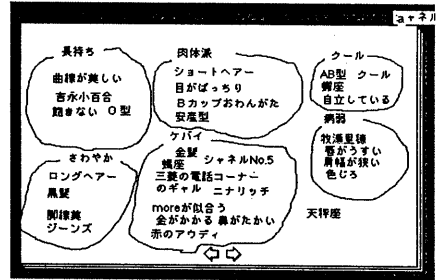 aャネル
長持ち
曲線が美しい
吉永小百合
飽きない O型
肉体派
ショートヘアー
目がぱっちり
Bカップおわんがた
安産型
クール
AB型 クール
蠍座
自立している
病弱
牧瀬里穂
唇がうすい
肩幅が狭い
色じろ
さわやか
ロングヘアー
黒髪
脚線美
ジーンズ
ケバイ
金髪
蠍座 シャネルNo.5
三菱の電話コーナー
のギャル ニナリッチ
moreが似合う
金がかかる 鼻がたかい
赤のアウディ
天秤座